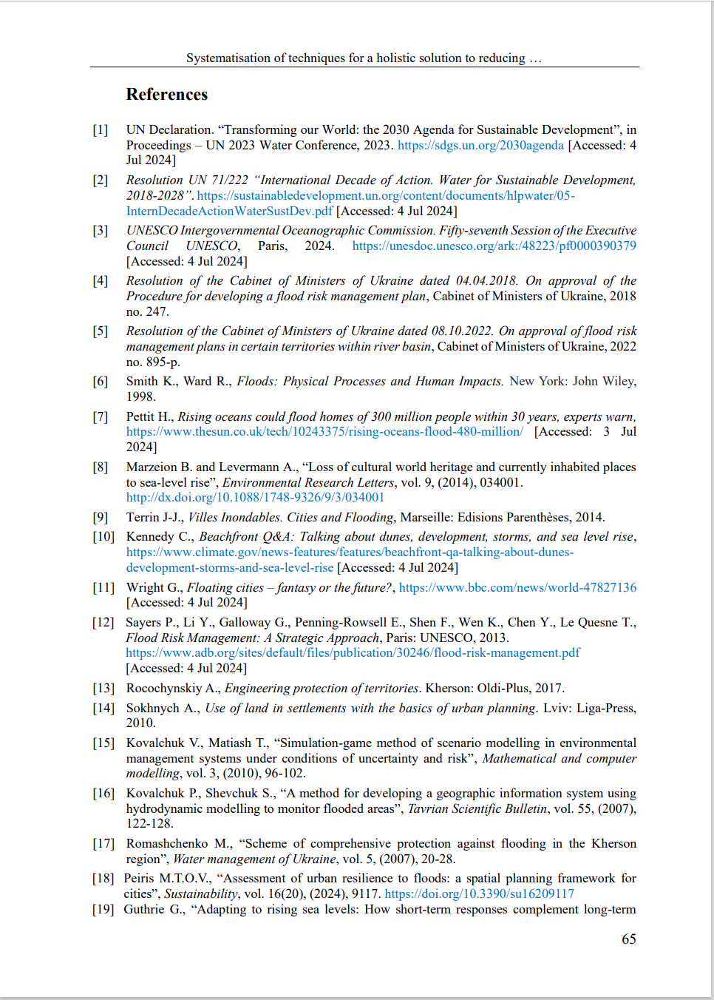 Systematisation of techniques for a holistic solution to reducing …
References
[1] UN Declaration. “Transforming our World: the 2030 Agenda for Sustainable Development”, in
Proceedings – UN 2023 Water Conference, 2023. https://sdgs.un.org/2030agenda [Accessed: 4
Jul 2024]
[2] Resolution UN 71/222 “International Decade of Action. Water for Sustainable Development,
2018-2028”. https://sustainabledevelopment.un.org/content/documents/hlpwater/05-
InternDecadeActionWaterSustDev.pdf [Accessed: 4 Jul 2024]
[3] UNESCO Intergovernmental Oceanographic Commission. Fifty-seventh Session of the Executive
Council UNESCO, Paris, 2024. https://unesdoc.unesco.org/ark:/48223/pf0000390379
[Accessed: 4 Jul 2024]
[4] Resolution of the Cabinet of Ministers of Ukraine dated 04.04.2018. On approval of the
Procedure for developing a flood risk management plan, Cabinet of Ministers of Ukraine, 2018
no. 247.
[5] Resolution of the Cabinet of Ministers of Ukraine dated 08.10.2022. On approval of flood risk
management plans in certain territories within river basin, Cabinet of Ministers of Ukraine, 2022
no. 895-p.
[6] Smith K., Ward R., Floods: Physical Processes and Human Impacts. New York: John Wiley,
1998.
[7] Pettit H., Rising oceans could flood homes of 300 million people within 30 years, experts warn,
https://www.thesun.co.uk/tech/10243375/rising-oceans-flood-480-million/ [Accessed: 3 Jul
2024]
[8] Marzeion B. and Levermann A., “Loss of cultural world heritage and currently inhabited places
to sea-level rise”, Environmental Research Letters, vol. 9, (2014), 034001.
http://dx.doi.org/10.1088/1748-9326/9/3/034001
[9] Terrin J-J., Villes Inondables. Cities and Flooding, Marseille: Edisions Parenthèses, 2014.
[10] Kennedy C., Beachfront Q&A: Talking about dunes, development, storms, and sea level rise,
https://www.climate.gov/news-features/features/beachfront-qa-talking-about-dunes-
development-storms-and-sea-level-rise [Accessed: 4 Jul 2024]
[11] Wright G., Floating cities – fantasy or the future?, https://www.bbc.com/news/world-47827136
[Accessed: 4 Jul 2024]
[12] Sayers P., Li Y., Galloway G., Penning-Rowsell E., Shen F., Wen K., Chen Y., Le Quesne T.,
Flood Risk Management: A Strategic Approach, Paris: UNESCO, 2013.
https://www.adb.org/sites/default/files/publication/30246/flood-risk-management.pdf
[Accessed: 4 Jul 2024]
[13] Rocochynskiy A., Engineering protection of territories. Kherson: Oldi-Plus, 2017.
[14] Sokhnych A., Use of land in settlements with the basics of urban planning. Lviv: Liga-Press,
2010.
[15] Kovalchuk V., Matiash T., “Simulation-game method of scenario modelling in environmental
management systems under conditions of uncertainty and risk”, Mathematical and computer
modelling, vol. 3, (2010), 96-102.
[16] Kovalchuk P., Shevchuk S., “A method for developing a geographic information system using
hydrodynamic modelling to monitor flooded areas”, Tavrian Scientific Bulletin, vol. 55, (2007),
122-128.
[17] Romashchenko M., “Scheme of comprehensive protection against flooding in the Kherson
region”, Water management of Ukraine, vol. 5, (2007), 20-28.
[18] Peiris M.T.O.V., “Assessment of urban resilience to floods: a spatial planning framework for
cities”, Sustainability, vol. 16(20), (2024), 9117. https://doi.org/10.3390/su16209117
[19] Guthrie G., “Adapting to rising sea levels: How short-term responses complement long-term
65